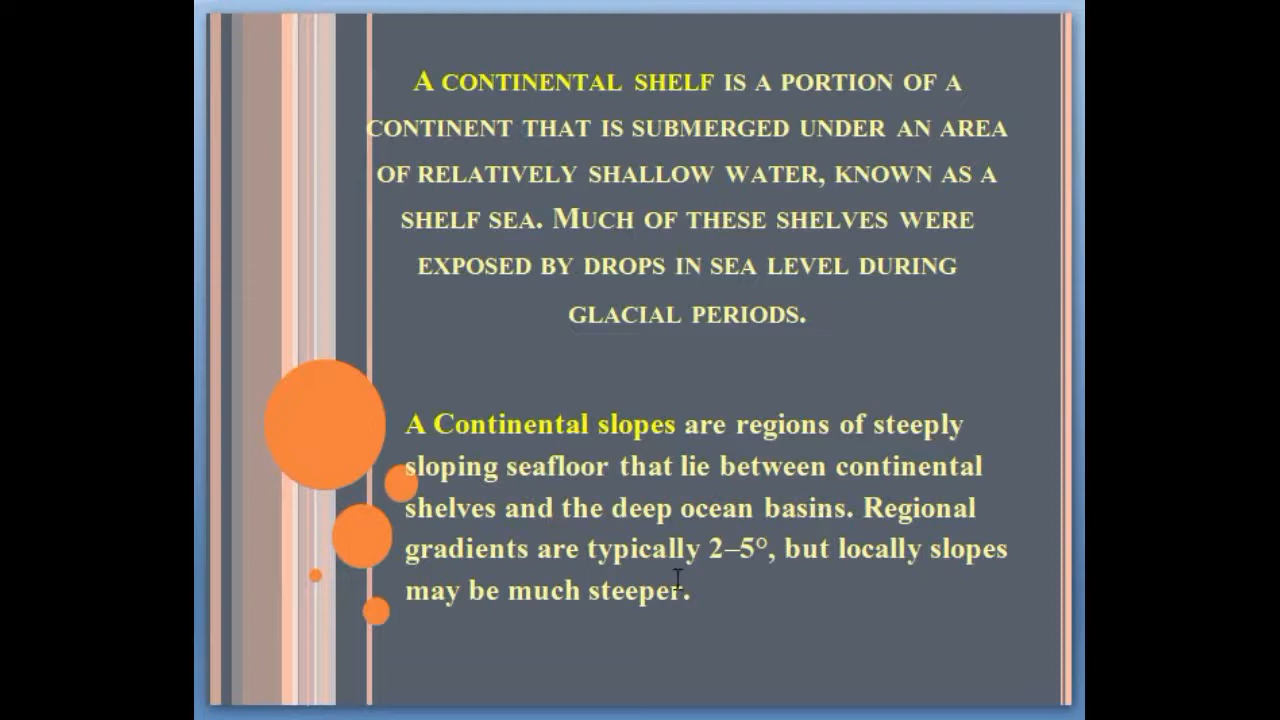 A CONTINENTAL SHELF IS A PORTION OF A
CONTINENT THAT IS SUBMERGED UNDER AN AREA
OF RELATIVELY SHALLOW WATER, KNOWN AS A
SHELF SEA. MUCH OF THESE SHELVES WERE
EXPOSED BY DROPS IN SEA LEVEL DURING
GLACIAL PERIODS.
A Continental slopes are regions of steeply
sloping seafloor that lie between continental
shelves and the deep ocean basins. Regional
gradients are typically 2–5°, but locally slopes
may be much steeper.